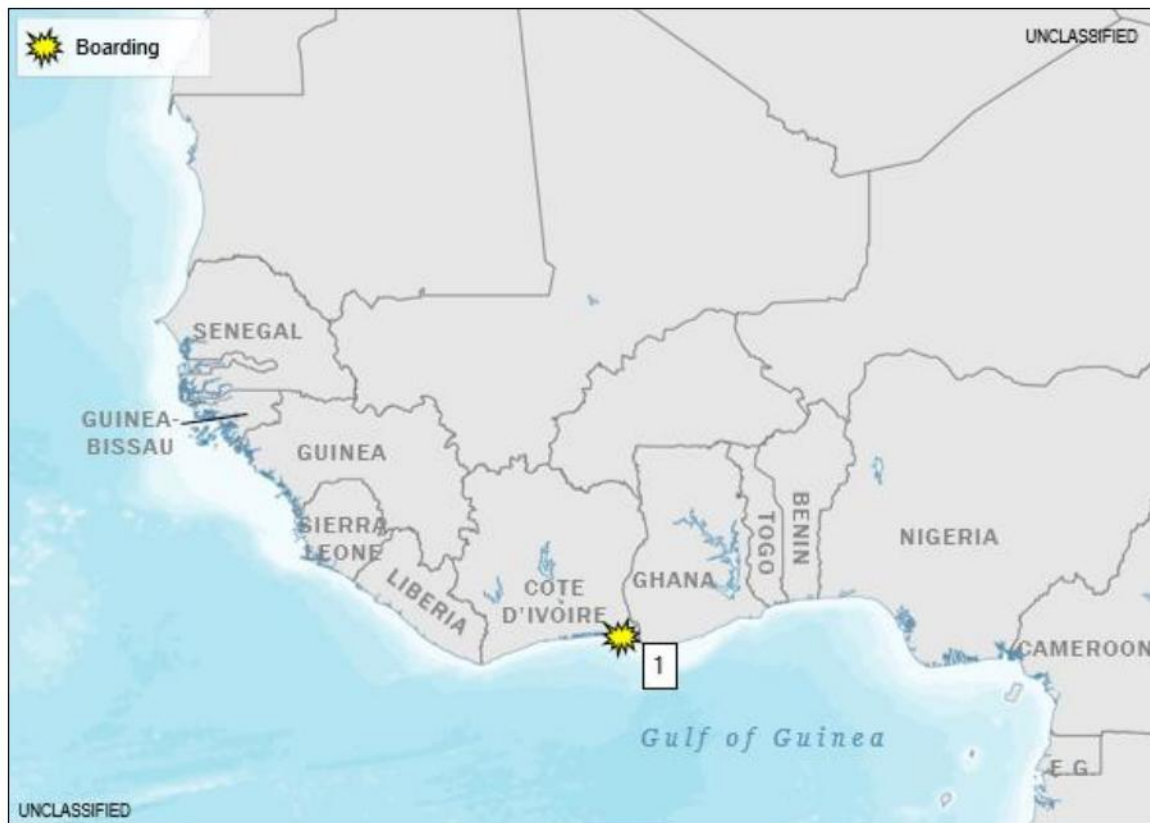 Boarding
UNCLASSIFIED
SENEGAL
GUINEA-
BISSAU
GUINEA
SIERRA
LEONE
LIBERIA
COTE
D'IVOIRE
GHANA
TOGO
BENIN
NIGERIA
CAMEROON
1
Gulf of Guinea
E.G.
UNCLASSIFIED